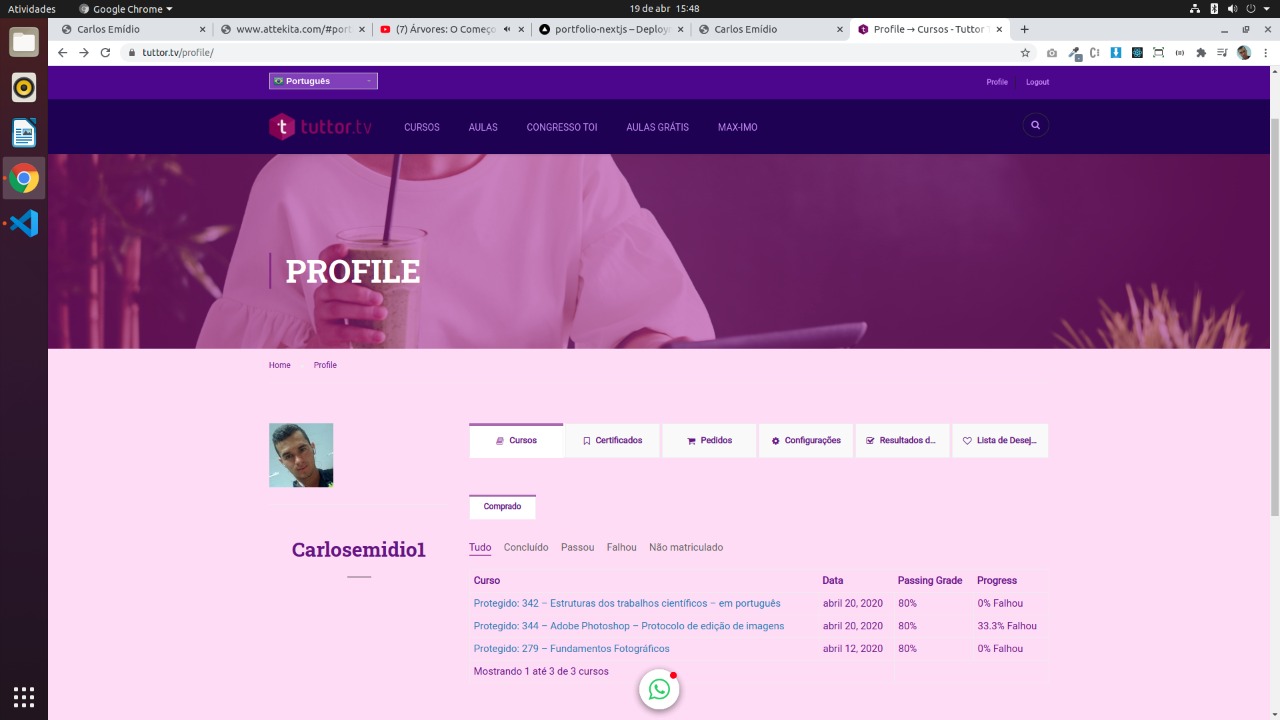 19 de abr  15:48
Carlos Emídio
www.attekita.com/#port
(7) Árvores: O Começo
portfolio-nextjs – Deploy
Carlos Emídio
Profile → Cursos - Tuttor
tuttor.tv/profile/
Português
Profile
Logout
tuttor.tv
CURSOS
AULAS
CONGRESSO TOI
AULAS GRÁTIS
MAX-IMO
PROFILE
Home
Profile
Cursos
Certificados
Pedidos
Configurações
Resultados d...
Lista de Desej...
Comprado
Carlosemidio1
Tudo Concluído Passou Falhou Não matriculado
Curso Data Passing Grade Progress
Protegido: 342 – Estruturas dos trabalhos científicos – em português abril 20, 2020 80% 0% Falhou
Protegido: 344 – Adobe Photoshop – Protocolo de edição de imagens abril 20, 2020 80% 33.3% Falhou
Protegido: 279 – Fundamentos Fotográficos abril 12, 2020 80% 0% Falhou
Mostrando 1 até 3 de 3 cursos